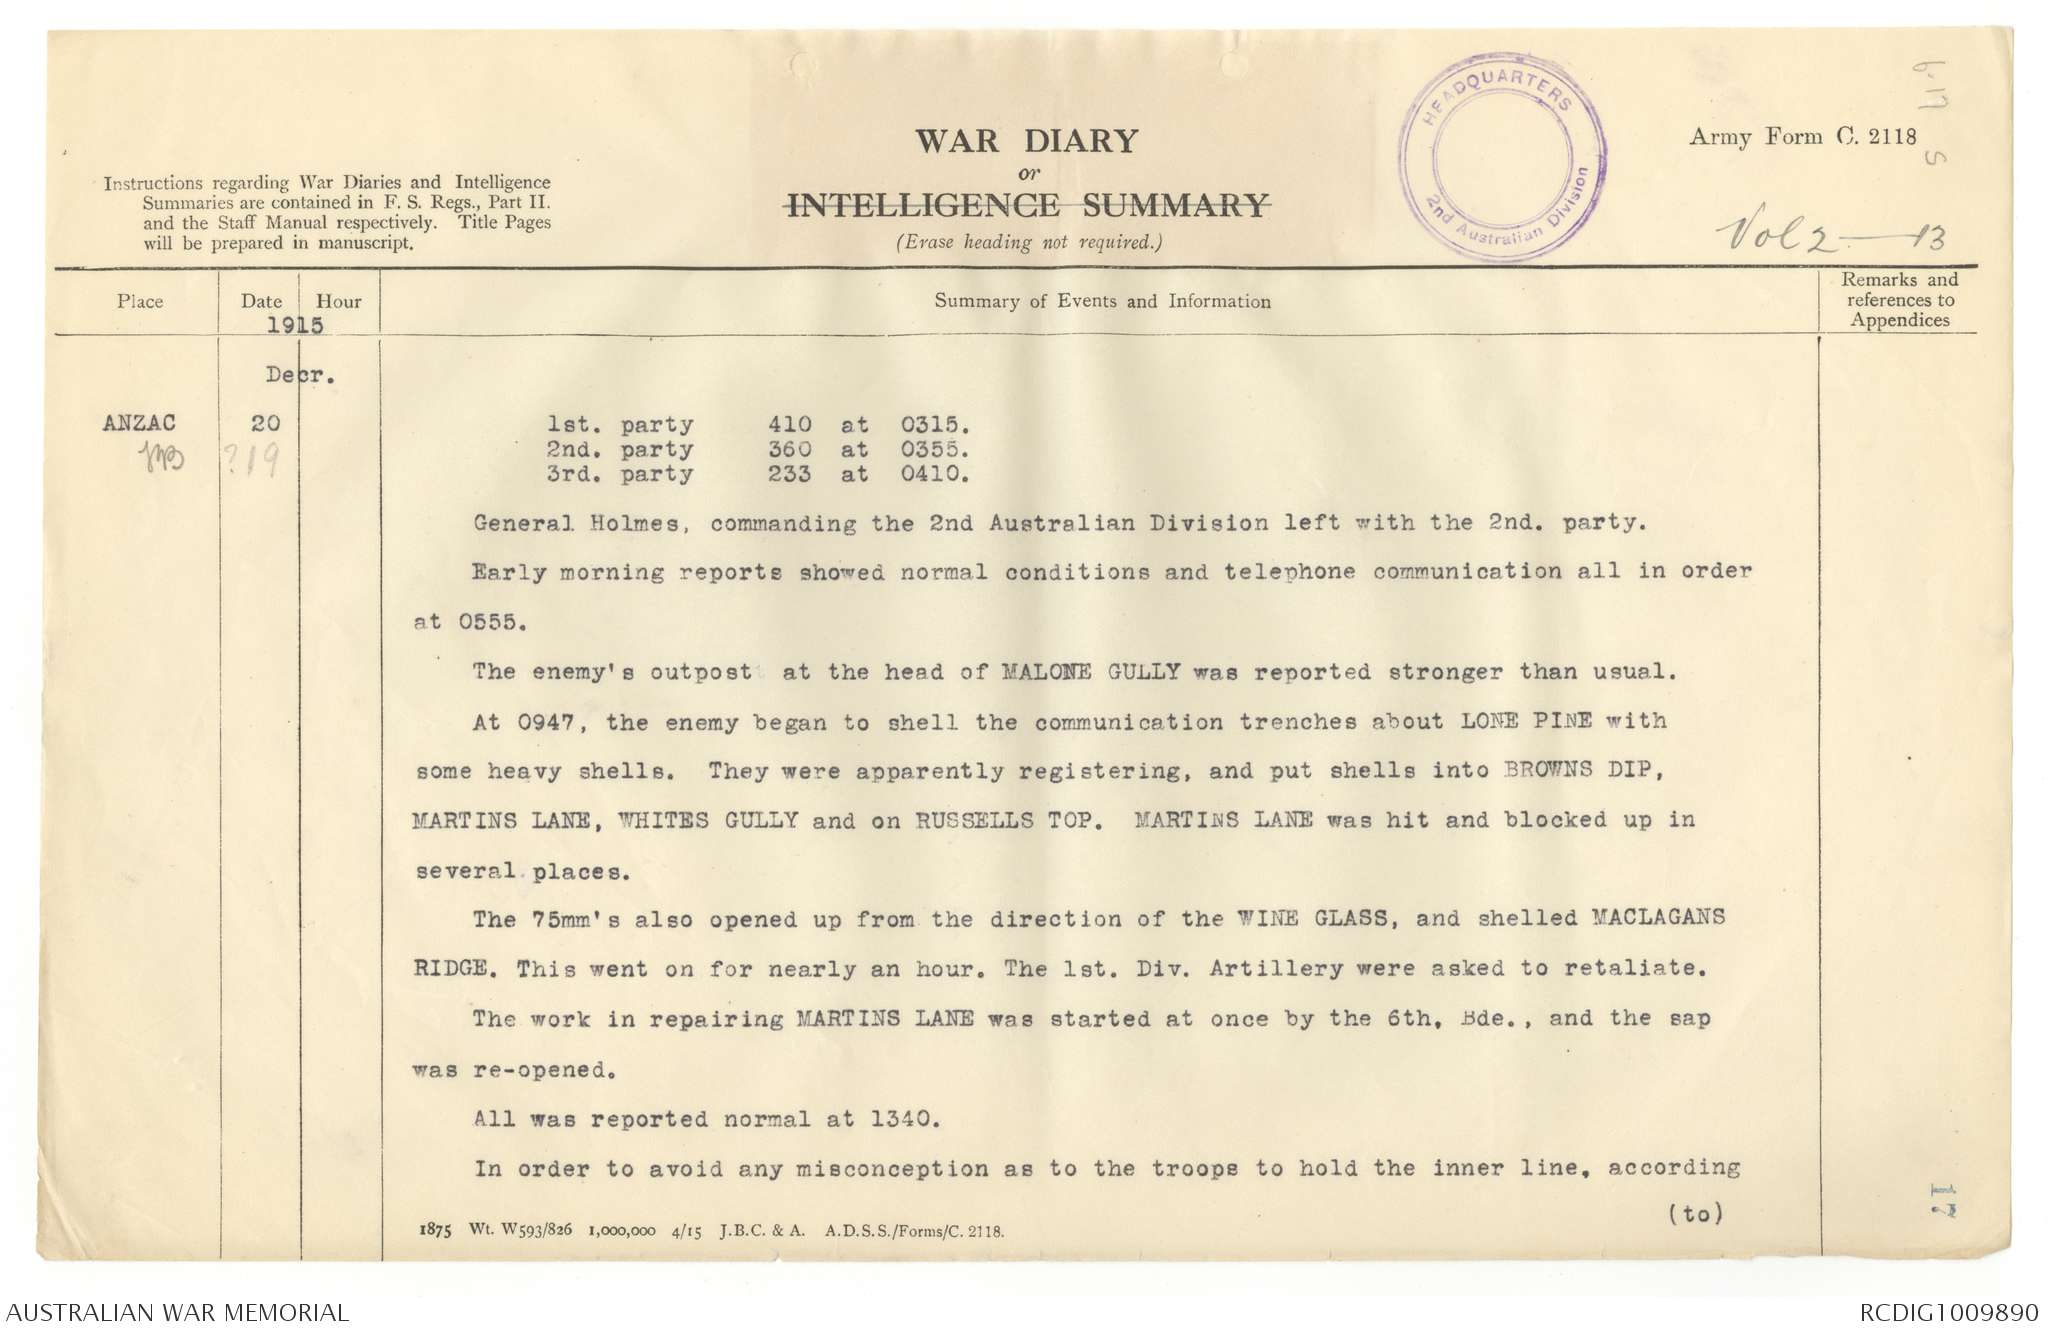 WAR DIARY
or
INTELLIGENCE SUMMARY
(Erase heading not required.)
Instructions regarding War Diaries and Intelligence
Summaries are contained in F. S. Regs., Part II.
and the Staff Manual respectively. Title Pages
will be prepared in manuscript.
HEADQUARTERS
2nd Australian Division
Army Form C. 2118
Vol 2 — 13
Place
Date
Hour
1915
Summary of Events and Information
Remarks and
references to
Appendices
Decr.
ANZAC 20
?19
1st. party 410 at 0315.
2nd. party 360 at 0355.
3rd. party 233 at 0410.
General Holmes, commanding the 2nd Australian Division left with the 2nd. party.
Early morning reports showed normal conditions and telephone communication all in order
at 0555.
The enemy's outpost at the head of MALONE GULLY was reported stronger than usual.
At 0947, the enemy began to shell the communication trenches about LONE PINE with
some heavy shells. They were apparently registering, and put shells into BROWNS DIP,
MARTINS LANE, WHITES GULLY and on RUSSELLS TOP. MARTINS LANE was hit and blocked up in
several places.
The 75mm's also opened up from the direction of the WINE GLASS, and shelled MACLAGANS
RIDGE. This went on for nearly an hour. The 1st. Div. Artillery were asked to retaliate.
The work in repairing MARTINS LANE was started at once by the 6th. Bde., and the sap
was re-opened.
All was reported normal at 1340.
In order to avoid any misconception as to the troops to hold the inner line, according
(to)
1875 Wt. W593/826 1,000,000 4/15 J.B.C. & A. A.D.S.S./Forms/C. 2118.
AUSTRALIAN WAR MEMORIAL
RCDIG1009890